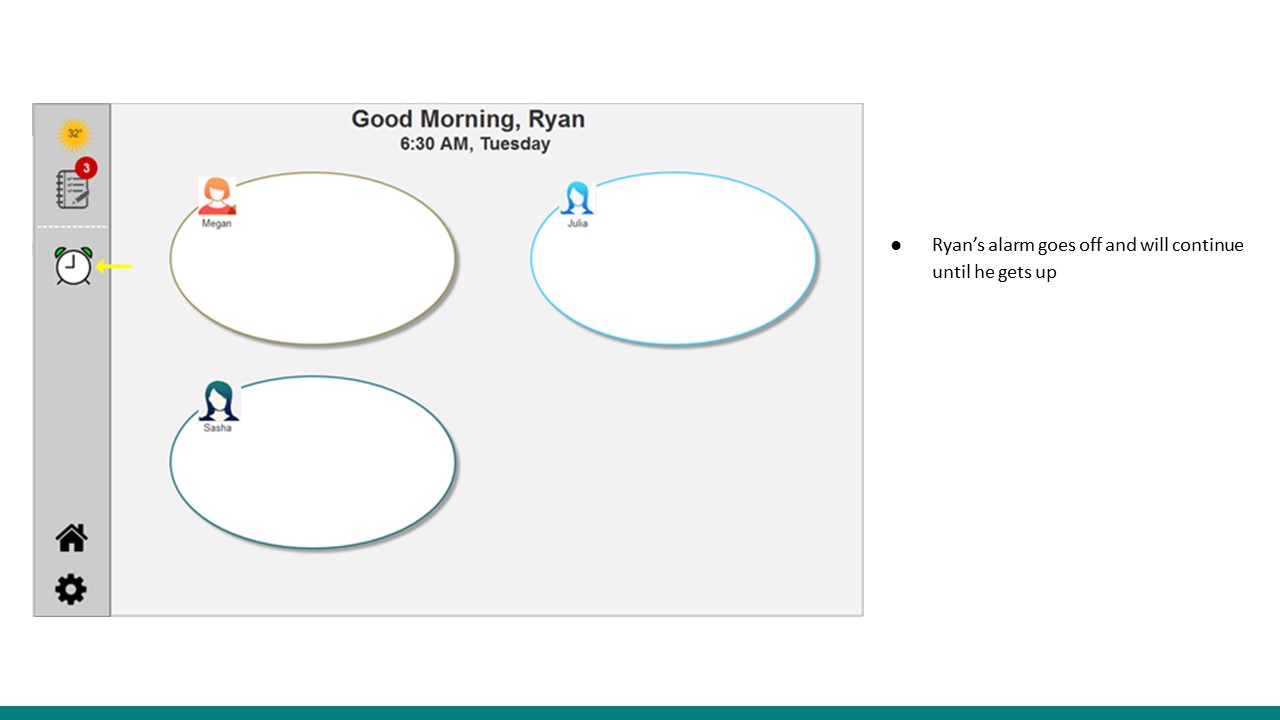 Good Morning, Ryan
6:30 AM, Tuesday
32°
3
Megan
Julia
Sasha
● Ryan’s alarm goes off and will continue
until he gets up